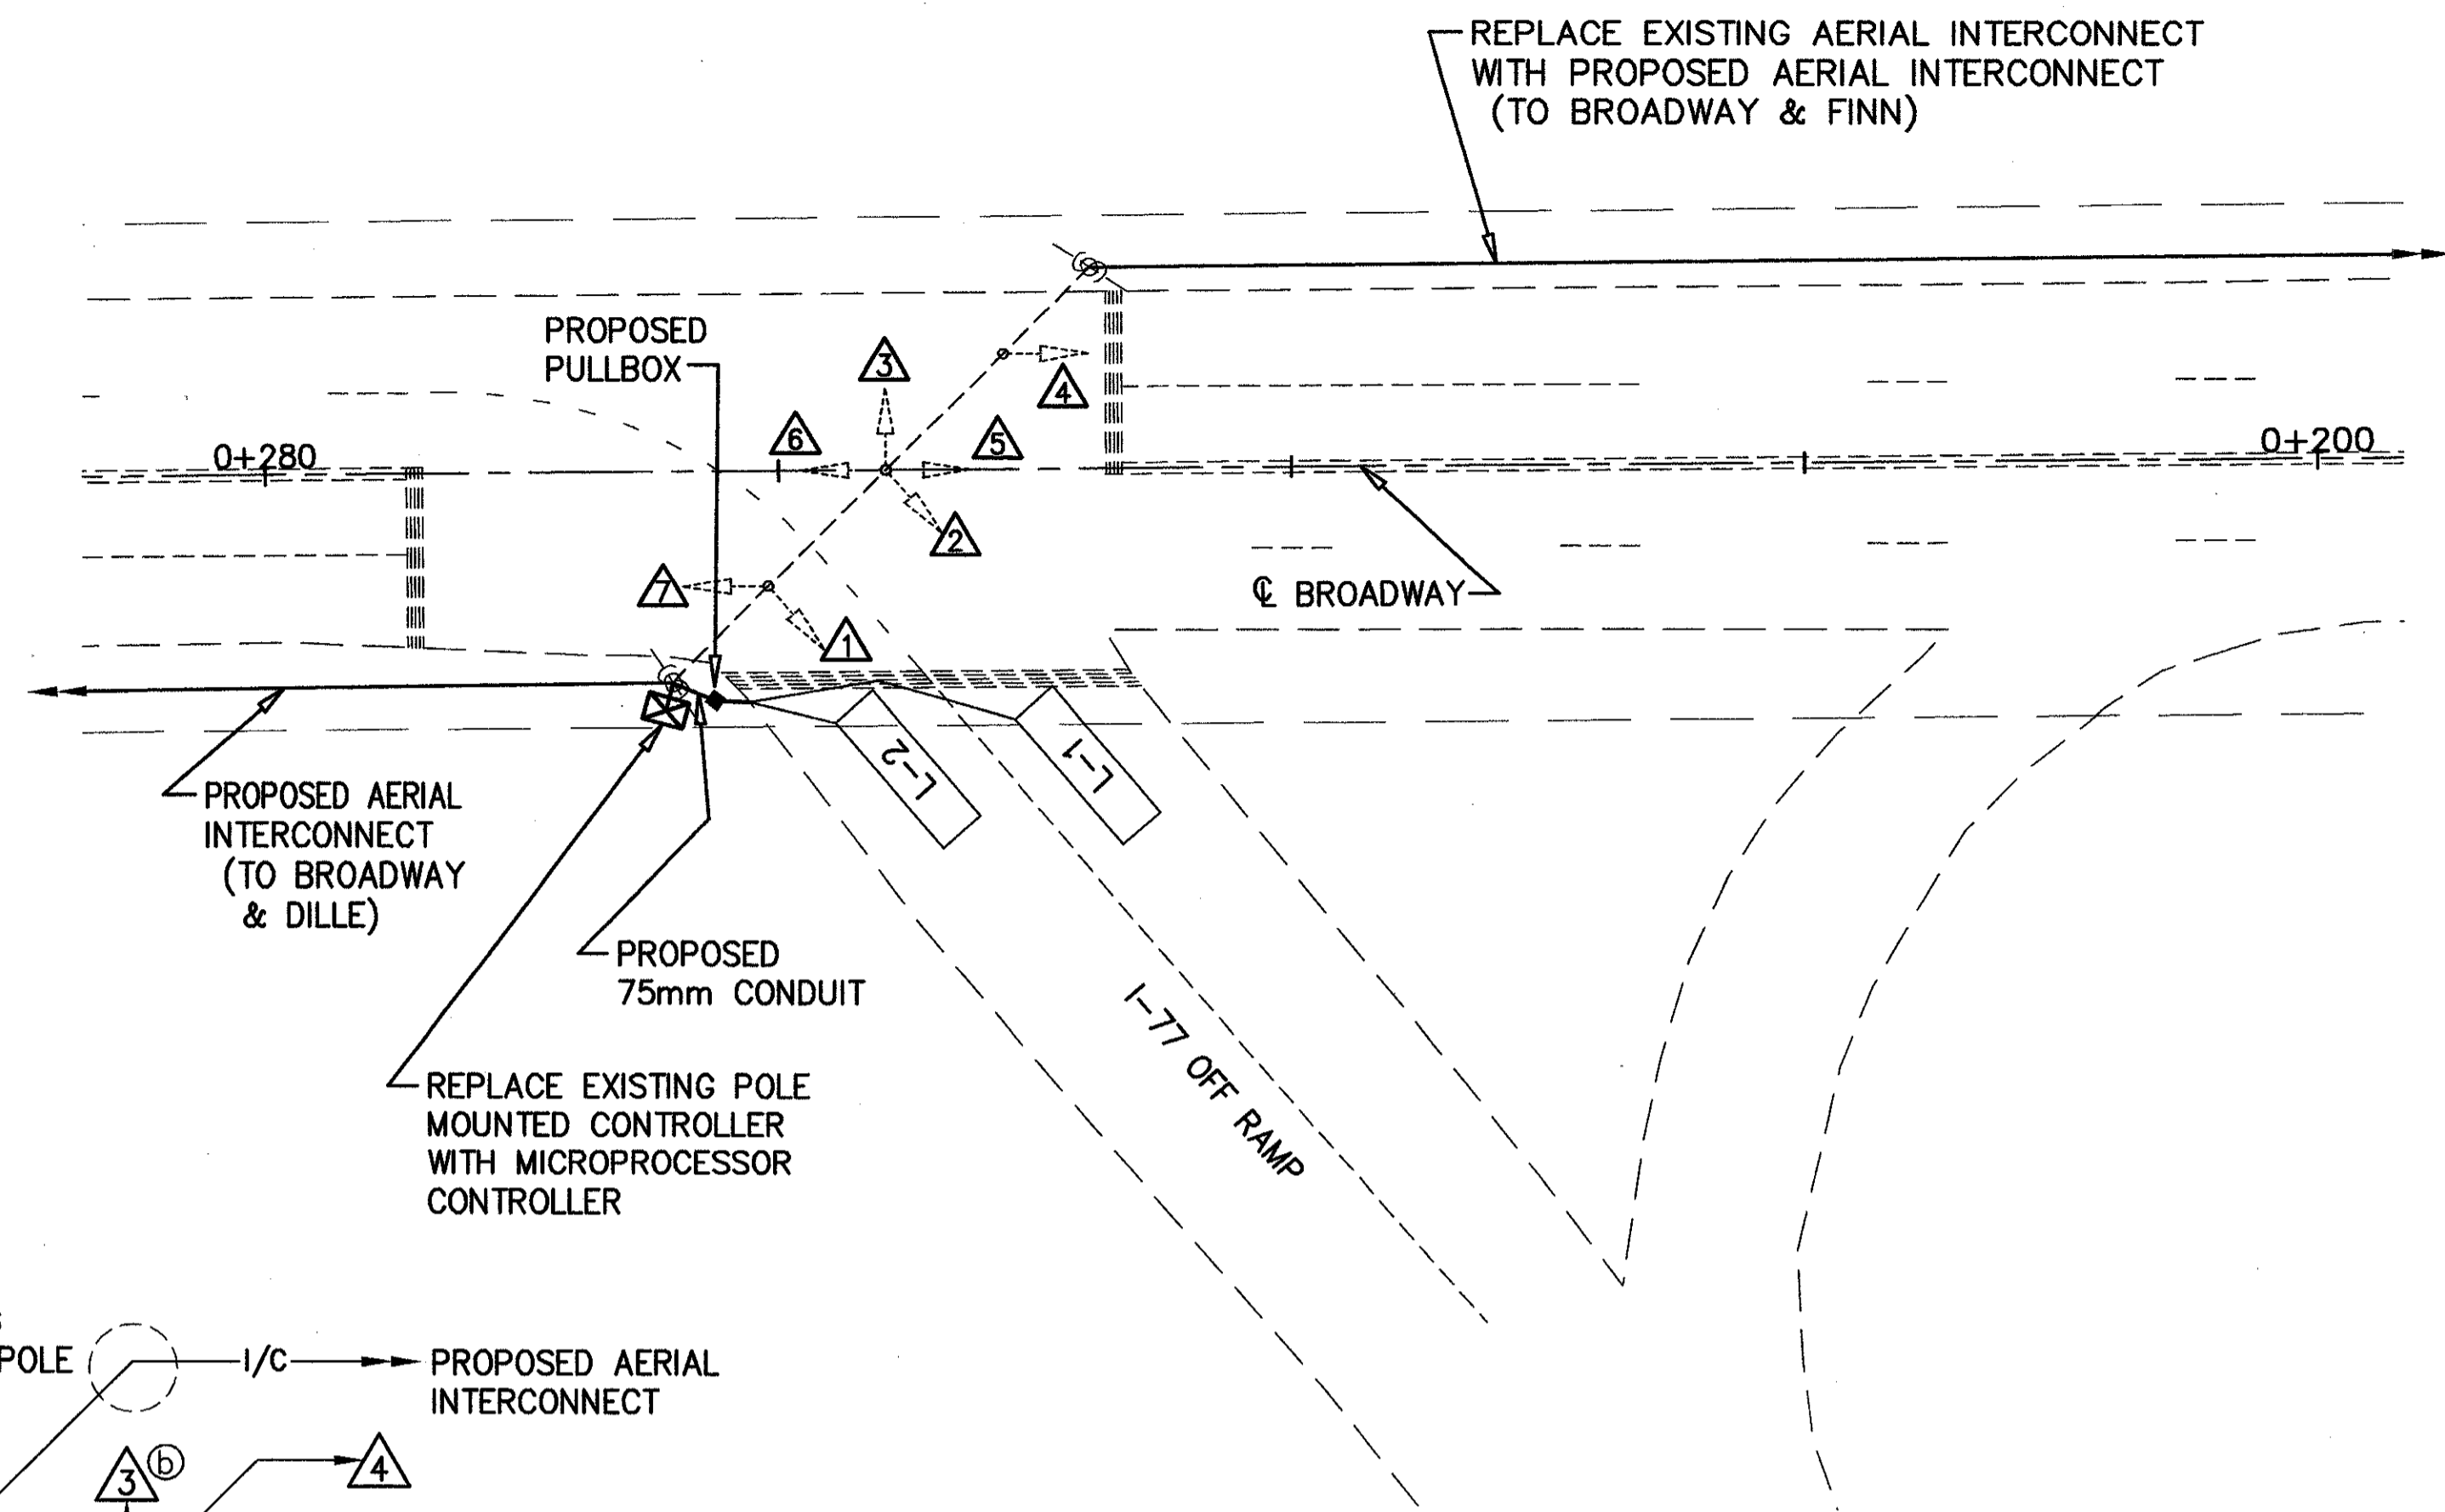 REPLACE EXISTING AERIAL INTERCONNECT
WITH PROPOSED AERIAL INTERCONNECT
(TO BROADWAY & FINN)
PROPOSED
PULLBOX
3
4
6
5
0+280
0+200
2
7
℄ BROADWAY
1
L-2
L-1
PROPOSED AERIAL
INTERCONNECT
(TO BROADWAY
& DILLE)
PROPOSED
75mm CONDUIT
I-77 OFF RAMP
REPLACE EXISTING POLE
MOUNTED CONTROLLER
WITH MICROPROCESSOR
CONTROLLER
POLE
I/C
PROPOSED AERIAL
INTERCONNECT
3
b
4